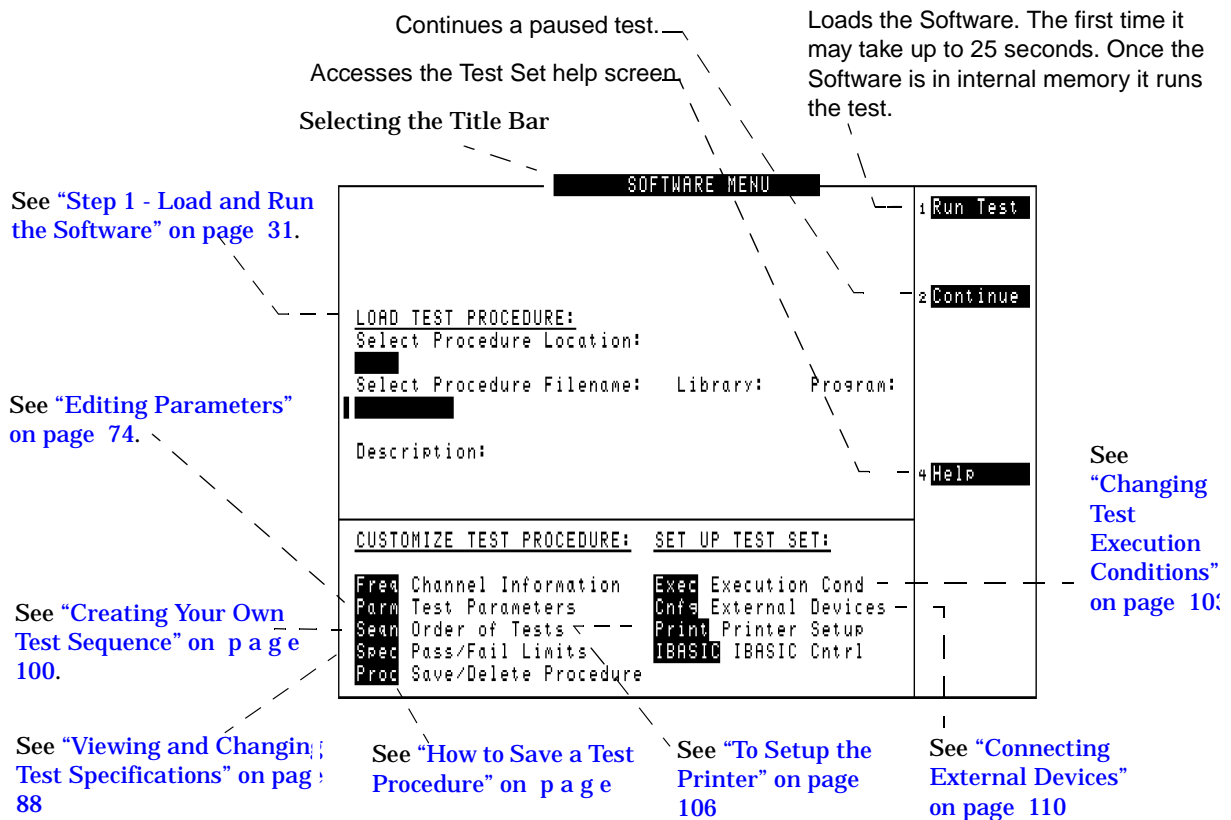 Continues a paused test.
Accesses the Test Set help screen
Selecting the Title Bar
Loads the Software. The first time it
may take up to 25 seconds. Once the
Software is in internal memory it runs
the test.
See “Step 1 - Load and Run
the Software” on page 31.
SOFTWARE MENU
1 Run Test
2 Continue
4 Help
LOAD TEST PROCEDURE:
Select Procedure Location:
Select Procedure Filename: Library: Program:
Description:
See “Editing Parameters”
on page 74.
CUSTOMIZE TEST PROCEDURE: SET UP TEST SET:
Freq Channel Information Exec Execution Cond
Parm Test Parameters Cnfg External Devices
Seqn Order of Tests Print Printer Setup
Spec Pass/Fail Limits IBASIC IBASIC Cntrl
Proc Save/Delete Procedure
See
“Changing
Test
Execution
Conditions”
on page 103
See “Creating Your Own
Test Sequence” on p a g e
100.
See “Viewing and Changing
Test Specifications” on page
88
See “How to Save a Test
Procedure” on p a g e
See “To Setup the
Printer” on page
106
See “Connecting
External Devices”
on page 110